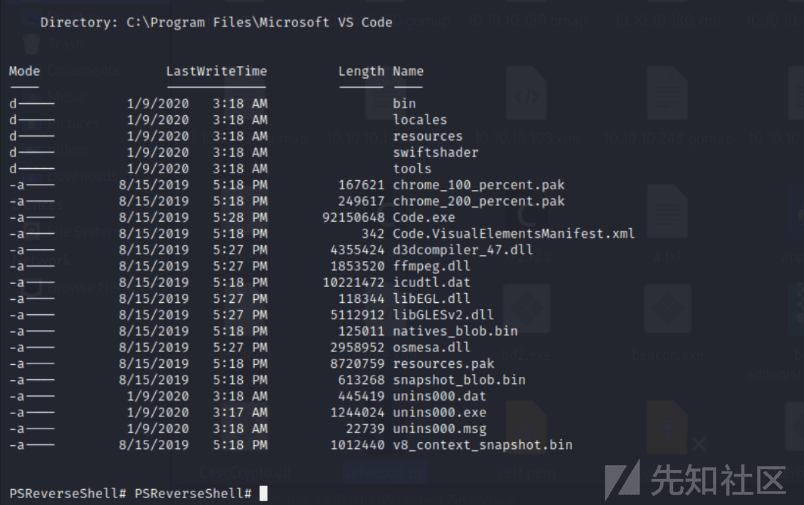 Directory: C:\Program Files\Microsoft VS Code
Mode LastWriteTime Length Name
---- ------------- ------ ----
d----- 1/9/2020 3:18 AM bin
d----- 1/9/2020 3:18 AM locales
d----- 1/9/2020 3:18 AM resources
d----- 1/9/2020 3:18 AM swiftshader
d----- 1/9/2020 3:18 AM tools
-a---- 8/15/2019 5:18 PM 167621 chrome_100_percent.pak
-a---- 8/15/2019 5:18 PM 249617 chrome_200_percent.pak
-a---- 8/15/2019 5:28 PM 92150648 Code.exe
-a---- 8/15/2019 5:18 PM 342 Code.VisualElementsManifest.xml
-a---- 8/15/2019 5:27 PM 4355424 d3dcompiler_47.dll
-a---- 8/15/2019 5:27 PM 1853520 ffmpeg.dll
-a---- 8/15/2019 5:18 PM 10221472 icudtl.dat
-a---- 8/15/2019 5:27 PM 118344 libEGL.dll
-a---- 8/15/2019 5:27 PM 5112912 libGLESv2.dll
-a---- 8/15/2019 5:18 PM 125011 natives_blob.bin
-a---- 8/15/2019 5:27 PM 2958952 osmesa.dll
-a---- 8/15/2019 5:18 PM 8720759 resources.pak
-a---- 8/15/2019 5:18 PM 613268 snapshot_blob.bin
-a---- 1/9/2020 3:18 AM 445419 unins000.dat
-a---- 1/9/2020 3:17 AM 1244024 unins000.exe
-a---- 1/9/2020 3:18 AM 22739 unins000.msg
-a---- 8/15/2019 5:18 PM 1012440 v8_context_snapshot.bin
PSReverseShell# PSReverseShell#
先知社区